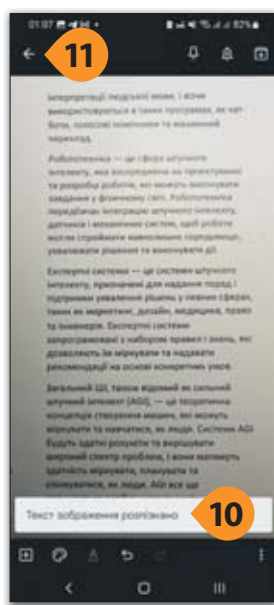 01:07 82%
11
інтерпретації людської мови, і вони
використовуються в таких програмах, як чат-
боти, голосові помічники та машинний
переклад.
Робототехніка — це сфера штучного
інтелекту, яка зосереджена на проектуванні
та розробці роботів, які можуть виконувати
завдання у фізичному світі. Робототехніка
передбачає інтеграцію штучного інтелекту,
датчиків і механічних систем, щоб роботи
могли сприймати навколишнє середовище,
ухвалювати рішення та виконувати дії.
Експертні системи — це системи штучного
інтелекту, призначені для надання порад і
підтримки ухвалення рішень у певних сферах,
таких як маркетинг, дизайн, медицина, право
та інженерія. Експертні системи
запрограмовані з набором правил і знань, які
дозволяють їм міркувати та надавати
рекомендації на основі конкретних умов.
Загальний ШІ, також відомий як сильний
штучний інтелект (AGI), — це теоретична
концепція створення машин, які можуть
міркувати та навчатися, як люди. Системи AGI
будуть здатні розуміти та вирішувати
широкий спектр проблем, і вони матимуть
здатність міркувати, планувати та
спілкуватися, як люди. AGI все ще
Текст зображення розпізнано
10